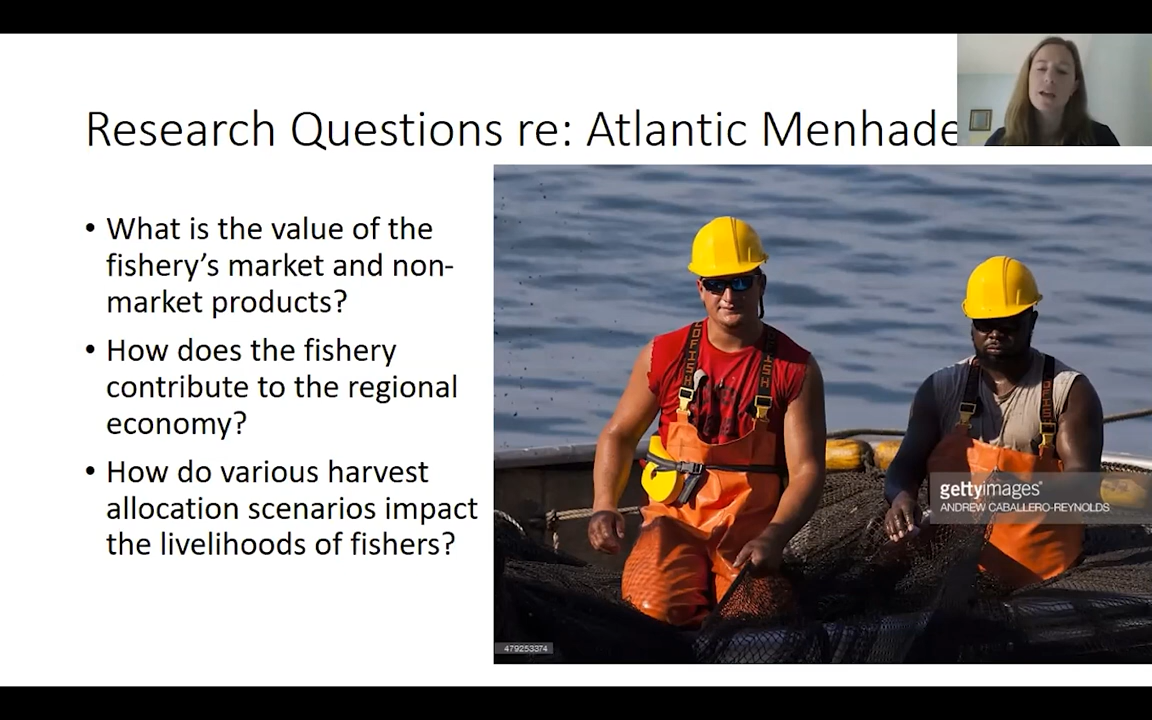 Research Questions re: Atlantic Menhade
• What is the value of the
fishery’s market and non-
market products?
• How does the fishery
contribute to the regional
economy?
• How do various harvest
allocation scenarios impact
the livelihoods of fishers?
gettyimages®
ANDREW CABALLERO-REYNOLDS
479253374